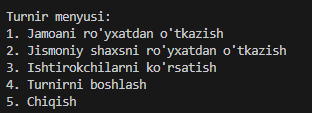 Turnir menyusi:
1. Jamoani ro'yxatdan o'tkazish
2. Jismoniy shaxsni ro'yxatdan o'tkazish
3. Ishtirokchilarni ko'rsatish
4. Turnirni boshlash
5. Chiqish